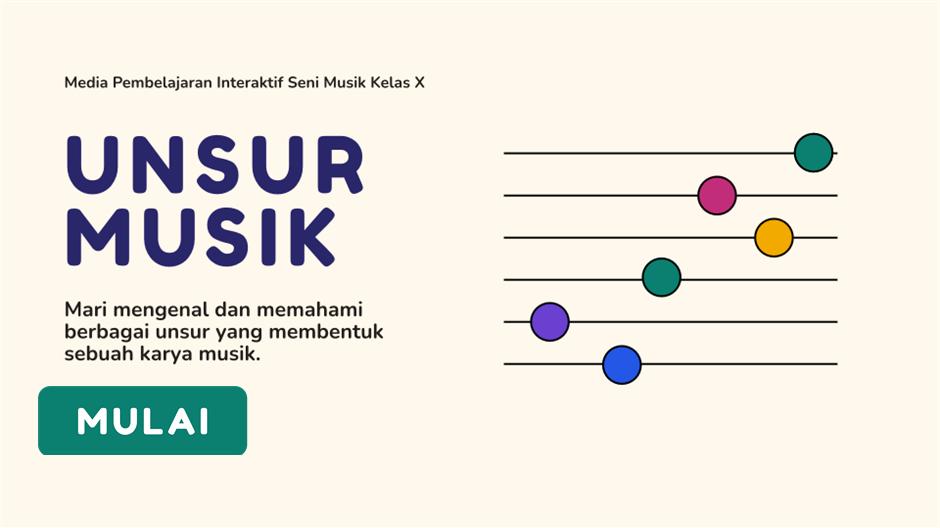 Media Pembelajaran Interaktif Seni Musik Kelas X
UNSUR
MUSIK
Mari mengenal dan memahami
berbagai unsur yang membentuk
sebuah karya musik.
MULAI